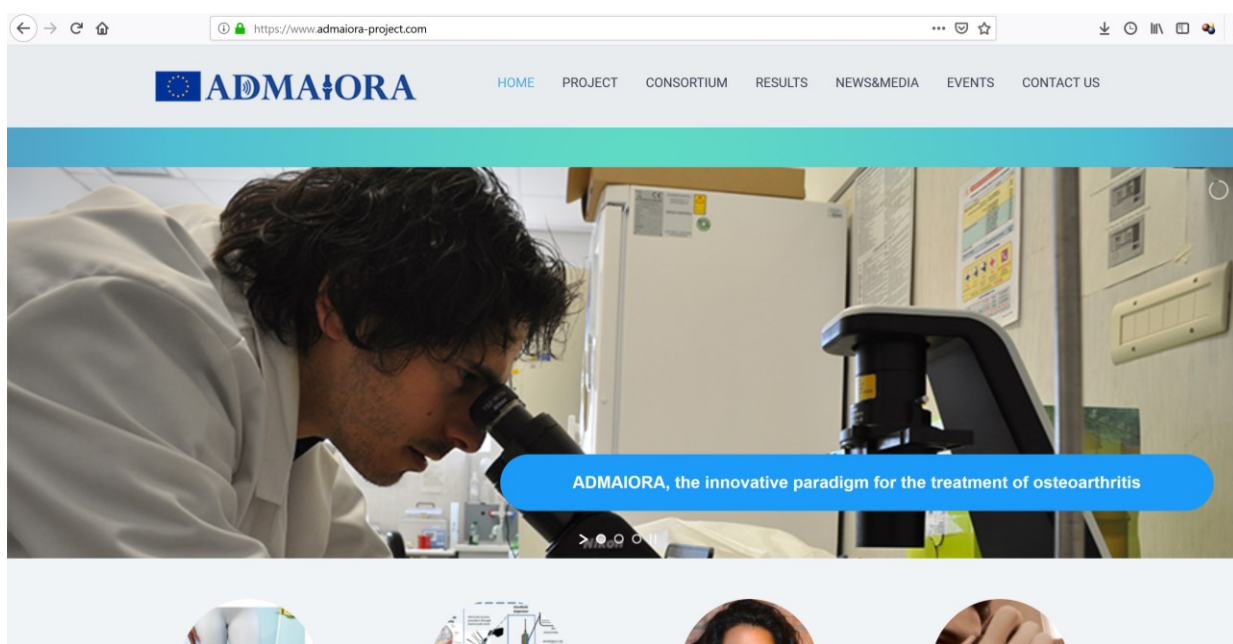 https://www.admaiora-project.com
ADMAIORA
HOME PROJECT CONSORTIUM RESULTS NEWS&MEDIA EVENTS CONTACT US
ADMAIORA, the innovative paradigm for the treatment of osteoarthritis
Nikon